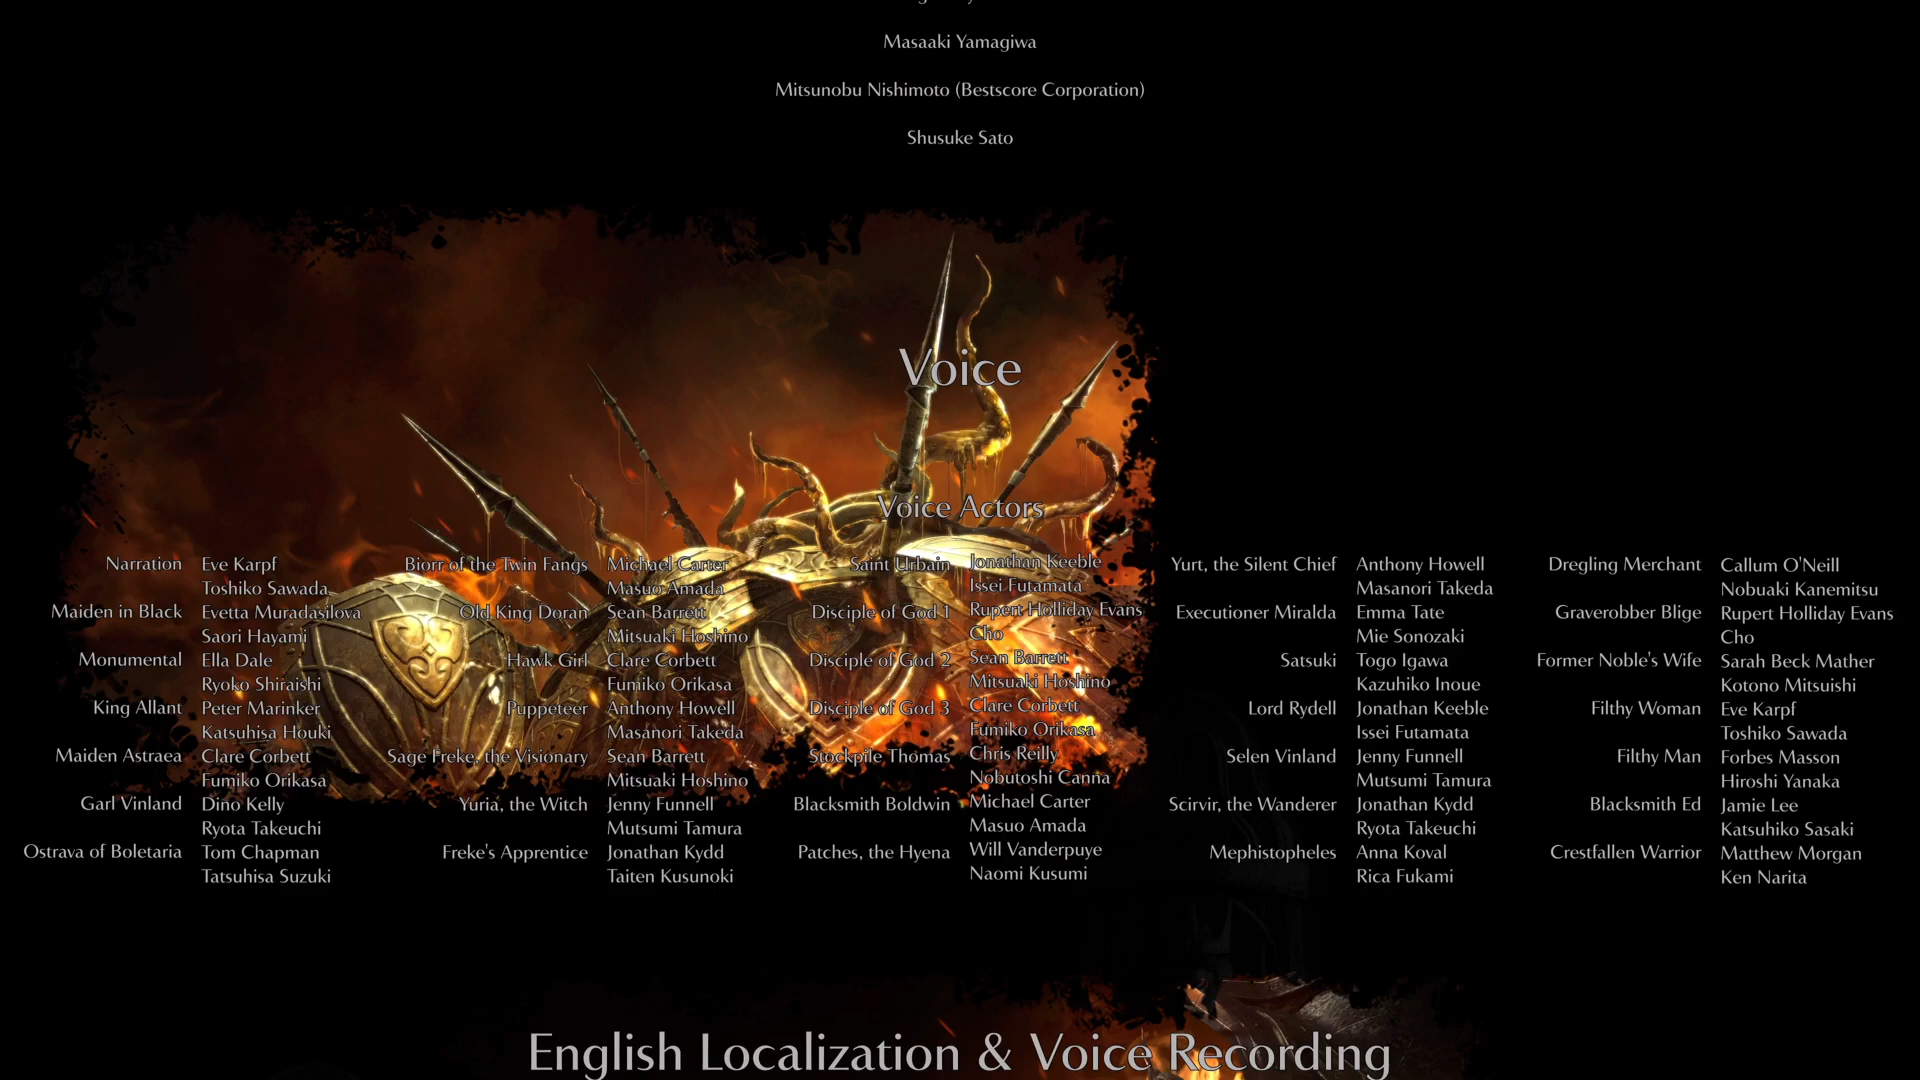 Masaaki Yamagiwa
Mitsunobu Nishimoto (Bestscore Corporation)
Shusuke Sato
Voice
Voice Actors
Narration Eve Karpf
Toshiko Sawada
Maiden in Black Evetta Muradasilova
Saori Hayami
Monumental Ella Dale
Ryoko Shiraishi
King Allant Peter Marinker
Katsuhisa Houki
Maiden Astraea Clare Corbett
Fumiko Orikasa
Garl Vinland Dino Kelly
Ryota Takeuchi
Ostrava of Boletaria Tom Chapman
Tatsuhisa Suzuki
Biorr of the Twin Fangs Michael Carter
Masuo Amada
Old King Doran Sean Barrett
Mitsuaki Hoshino
Hawk Girl Clare Corbett
Fumiko Orikasa
Puppeteer Anthony Howell
Masanori Takeda
Sage Freke, the Visionary Sean Barrett
Mitsuaki Hoshino
Yuria, the Witch Jenny Funnell
Mutsumi Tamura
Freke's Apprentice Jonathan Kydd
Taiten Kusunoki
Saint Urbain Jonathan Keeble
Issei Futamata
Disciple of God 1 Rupert Holliday Evans
Cho
Disciple of God 2 Sean Barrett
Mitsuaki Hoshino
Disciple of God 3 Clare Corbett
Fumiko Orikasa
Stockpile Thomas Chris Reilly
Nobutoshi Canna
Blacksmith Boldwin Michael Carter
Masuo Amada
Patches, the Hyena Will Vanderpuye
Naomi Kusumi
Yurt, the Silent Chief Anthony Howell
Masanori Takeda
Executioner Miralda Emma Tate
Mie Sonozaki
Satsuki Togo Igawa
Kazuhiko Inoue
Lord Rydell Jonathan Keeble
Issei Futamata
Selen Vinland Jenny Funnell
Mutsumi Tamura
Scirvir, the Wanderer Jonathan Kydd
Ryota Takeuchi
Mephistopheles Anna Koval
Rica Fukami
Dregling Merchant Callum O'Neill
Nobuaki Kanemitsu
Graverobber Blige Rupert Holliday Evans
Cho
Former Noble's Wife Sarah Beck Mather
Kotono Mitsuishi
Filthy Woman Eve Karpf
Toshiko Sawada
Filthy Man Forbes Masson
Hiroshi Yanaka
Blacksmith Ed Jamie Lee
Katsuhiko Sasaki
Crestfallen Warrior Matthew Morgan
Ken Narita
English Localization & Voice Recording